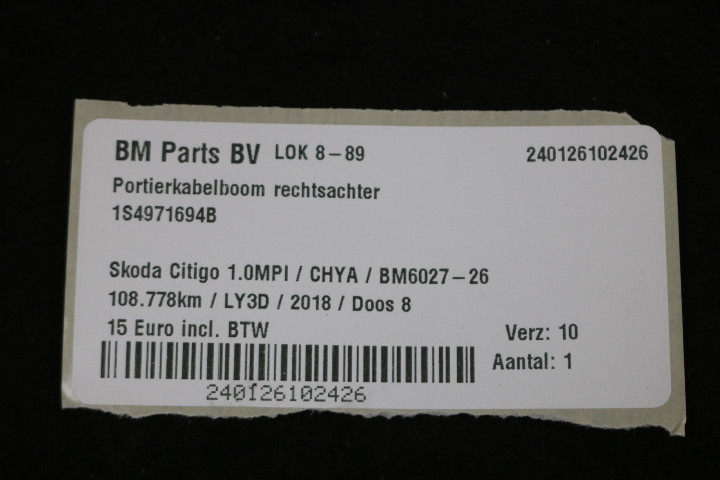 BM Parts BV LOK 8-89 240126102426
Portierkabelboom rechtsachter
1S4971694B
Skoda Citigo 1.0MPI / CHYA / BM6027-26
108.778km / LY3D / 2018 / Doos 8
15 Euro incl. BTW Verz: 10
Aantal: 1
240126102426